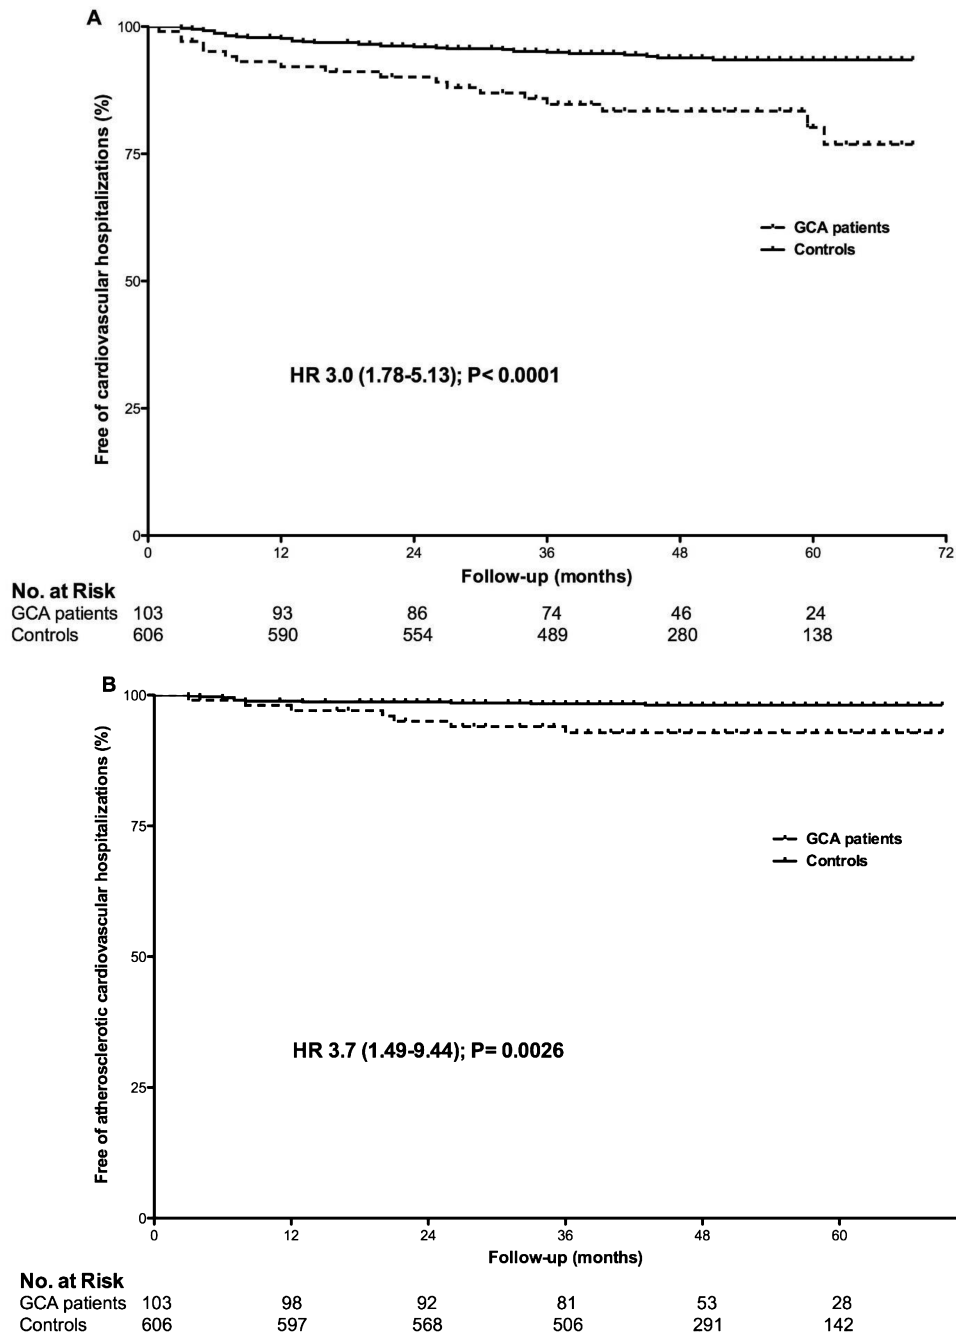 A
Free of cardiovascular hospitalizations (%)
100
75
50
25
0
GCA patients
Controls
HR 3.0 (1.78-5.13); P< 0.0001
0 12 24 36 48 60 72
Follow-up (months)
No. at Risk
GCA patients 103 93 86 74 46 24
Controls 606 590 554 489 280 138
B
Free of atherosclerotic cardiovascular hospitalizations (%)
100
75
50
25
0
GCA patients
Controls
HR 3.7 (1.49-9.44); P= 0.0026
0 12 24 36 48 60
Follow-up (months)
No. at Risk
GCA patients 103 98 92 81 53 28
Controls 606 597 568 506 291 142